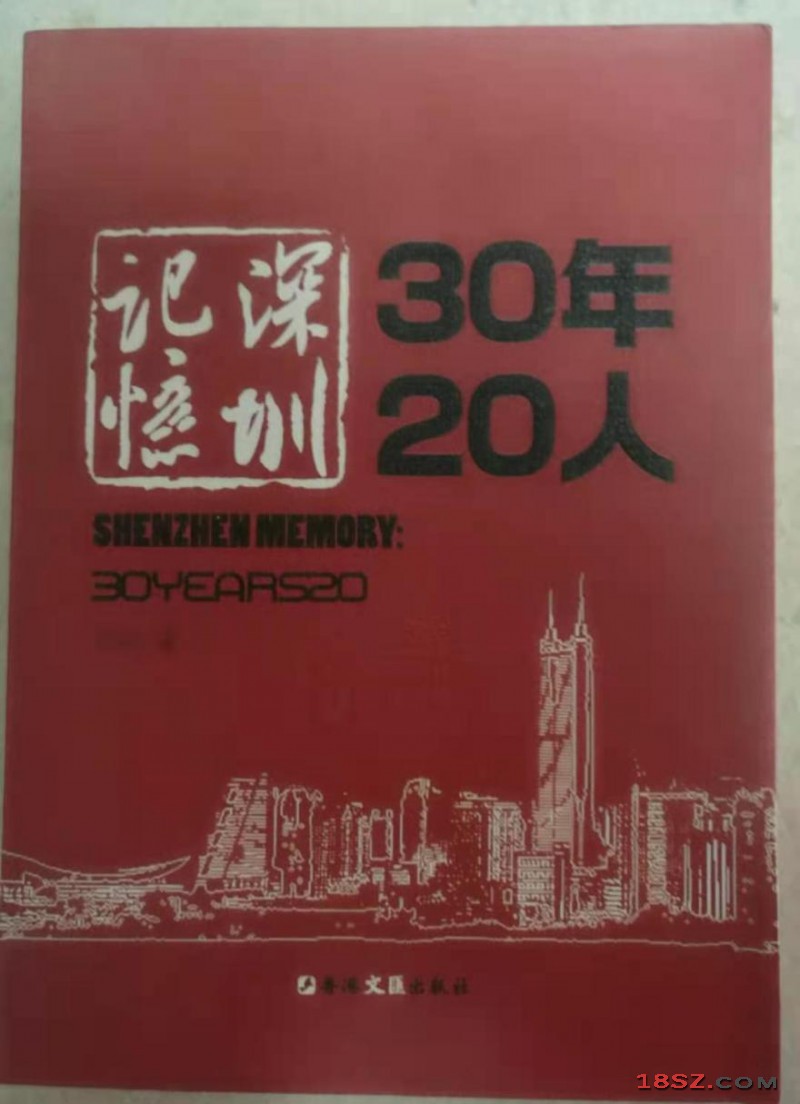 深圳
记忆
30年
20人
SHENZHEN MEMORY:
30YEARS20
香港文匯出版社
18SZ.COM